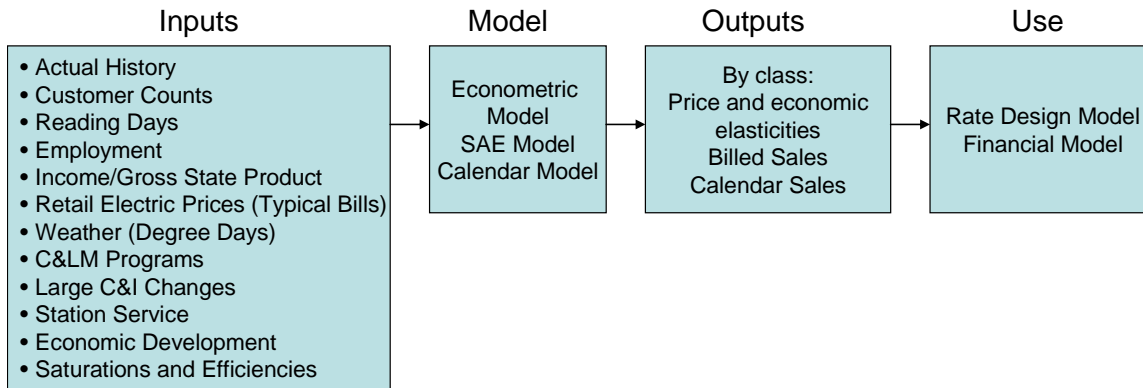 Inputs
• Actual History
• Customer Counts
• Reading Days
• Employment
• Income/Gross State Product
• Retail Electric Prices (Typical Bills)
• Weather (Degree Days)
• C&LM Programs
• Large C&I Changes
• Station Service
• Economic Development
• Saturations and Efficiencies
Model
Econometric
Model
SAE Model
Calendar Model
Outputs
By class:
Price and economic
elasticities
Billed Sales
Calendar Sales
Use
Rate Design Model
Financial Model